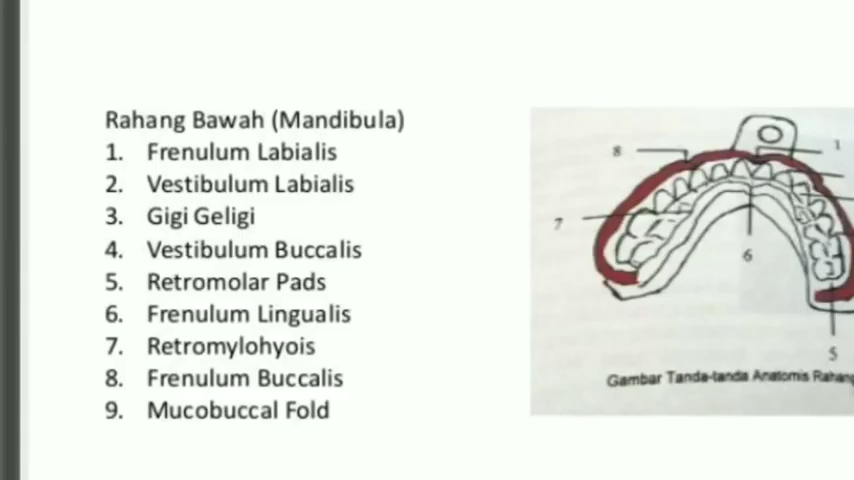 Rahang Bawah (Mandibula)
1. Frenulum Labialis
2. Vestibulum Labialis
3. Gigi Geligi
4. Vestibulum Buccalis
5. Retromolar Pads
6. Frenulum Lingualis
7. Retromylohyois
8. Frenulum Buccalis
9. Mucobuccal Fold
8
1
7
6
5
Gambar Tanda-tanda Anatomis Rahang